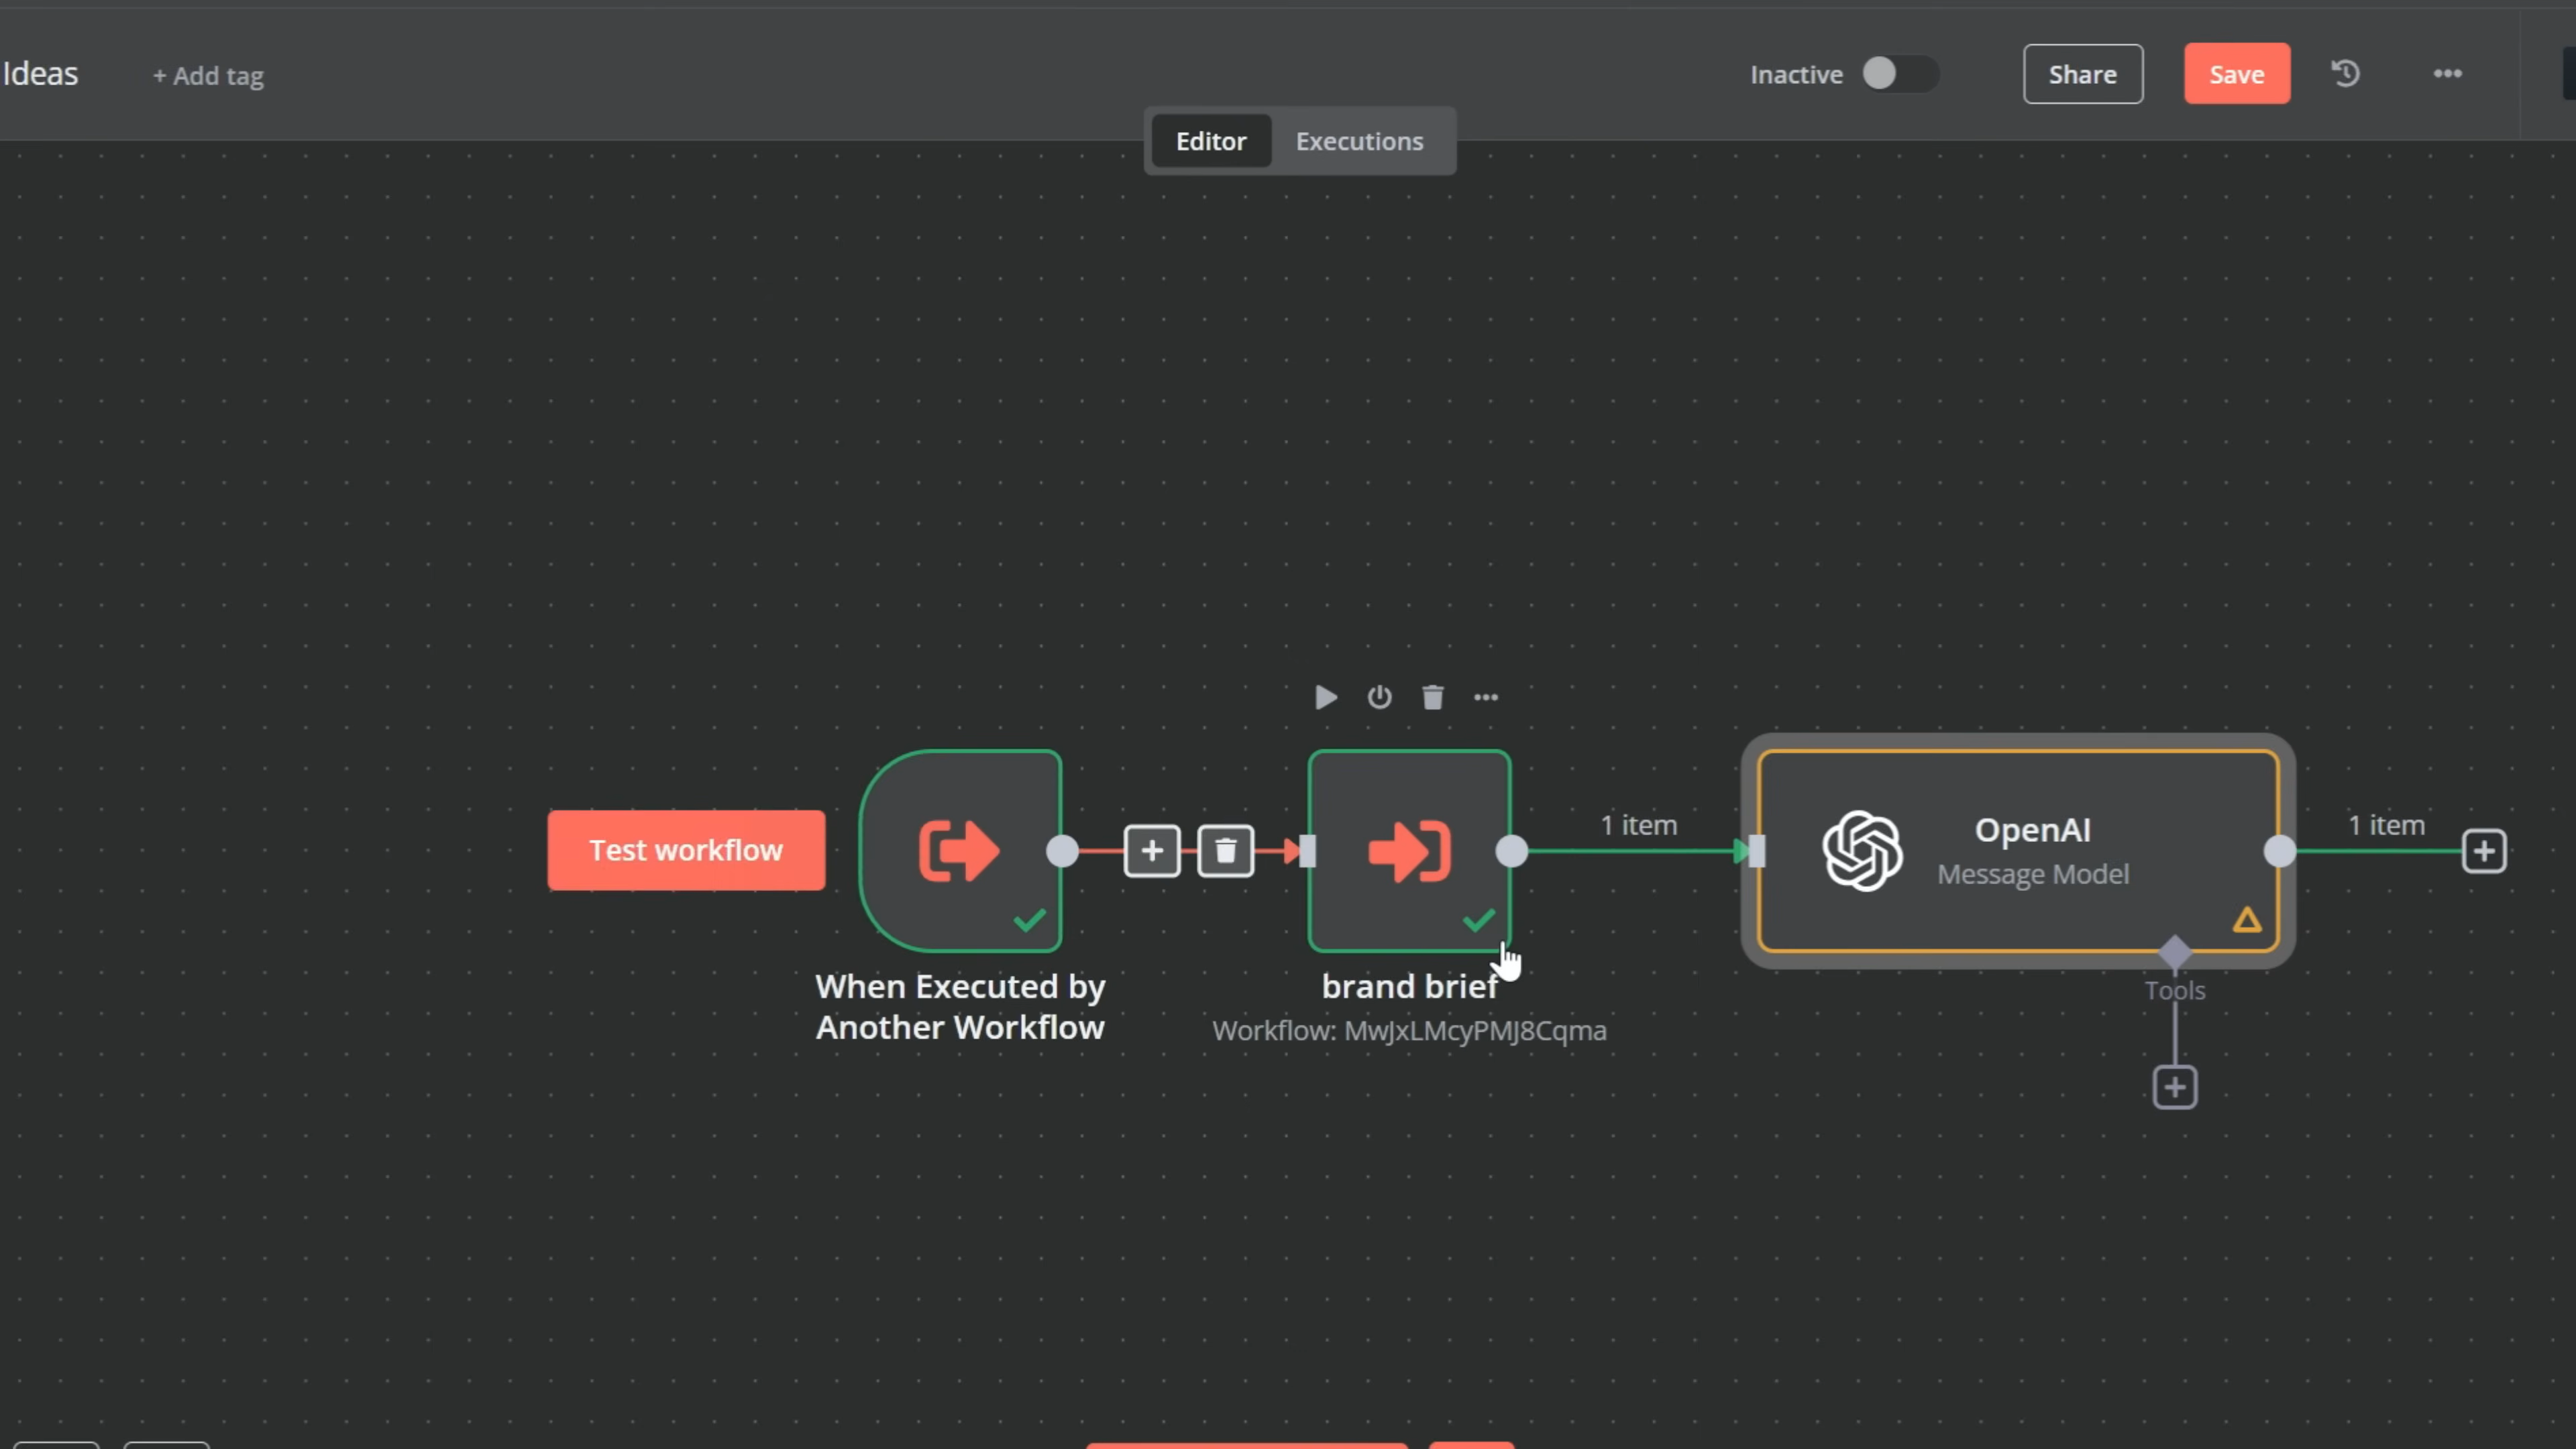 Ideas
+ Add tag
Inactive
Share
Save
Editor
Executions
Test workflow
1 item
OpenAI
Message Model
1 item
When Executed by
Another Workflow
brand brief
Workflow: MwJxLMcyPMJ8Cqma
Tools